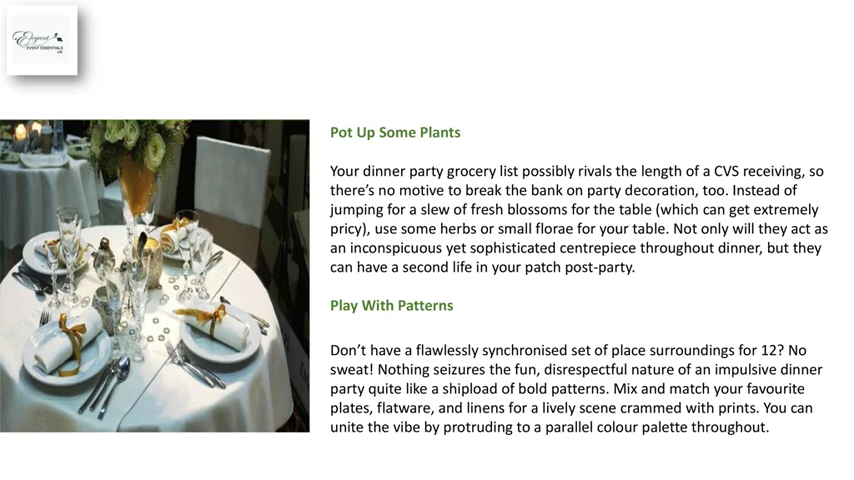 Elegant
EVENT ESSENTIALS
Pot Up Some Plants
Your dinner party grocery list possibly rivals the length of a CVS receiving, so
there’s no motive to break the bank on party decoration, too. Instead of
jumping for a slew of fresh blossoms for the table (which can get extremely
pricy), use some herbs or small florae for your table. Not only will they act as
an inconspicuous yet sophisticated centrepiece throughout dinner, but they
can have a second life in your patch post-party.
Play With Patterns
Don’t have a flawlessly synchronised set of place surroundings for 12? No
sweat! Nothing seizures the fun, disrespectful nature of an impulsive dinner
party quite like a shipload of bold patterns. Mix and match your favourite
plates, flatware, and linens for a lively scene crammed with prints. You can
unite the vibe by protruding to a parallel colour palette throughout.